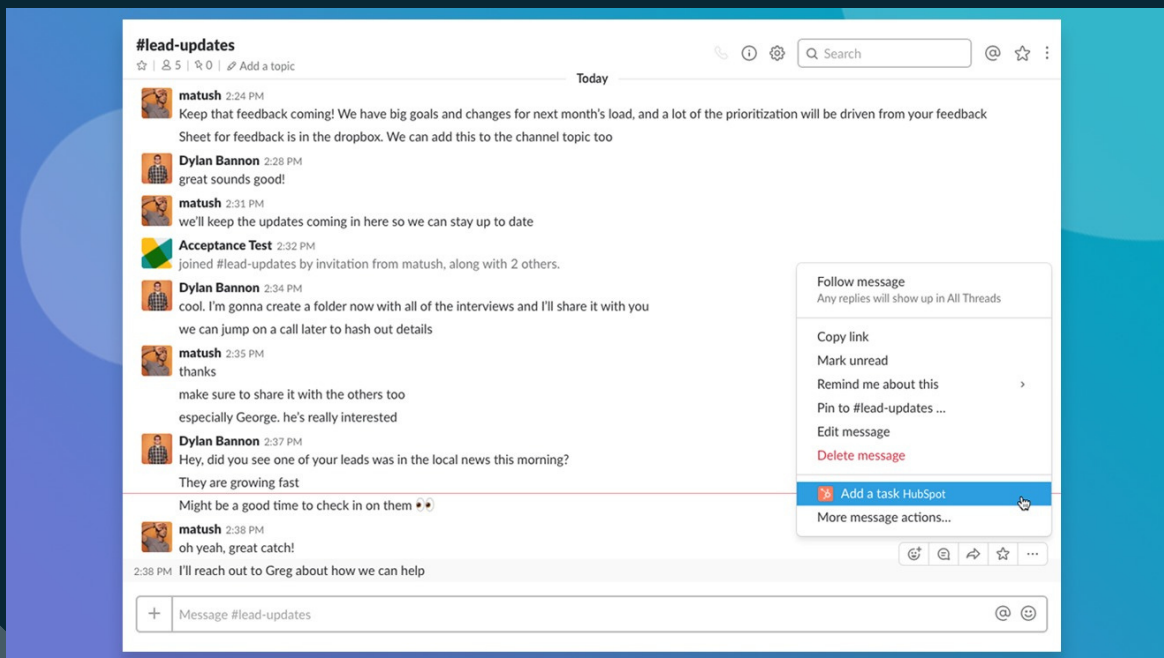 #lead-updates
5 | 0 | Add a topic
Search
Today
matush 2:24 PM
Keep that feedback coming! We have big goals and changes for next month's load, and a lot of the prioritization will be driven from your feedback
Sheet for feedback is in the dropbox. We can add this to the channel topic too
Dylan Bannon 2:28 PM
great sounds good!
matush 2:31 PM
we'll keep the updates coming in here so we can stay up to date
Acceptance Test 2:32 PM
joined #lead-updates by invitation from matush, along with 2 others.
Dylan Bannon 2:34 PM
cool. I'm gonna create a folder now with all of the interviews and I'll share it with you
we can jump on a call later to hash out details
matush 2:35 PM
thanks
make sure to share it with the others too
especially George. he's really interested
Dylan Bannon 2:37 PM
Hey, did you see one of your leads was in the local news this morning?
They are growing fast
Might be a good time to check in on them 👀
matush 2:38 PM
oh yeah, great catch!
2:38 PM I'll reach out to Greg about how we can help
Message #lead-updates
Follow message
Any replies will show up in All Threads
Copy link
Mark unread
Remind me about this
Pin to #lead-updates ...
Edit message
Delete message
Add a task HubSpot
More message actions...